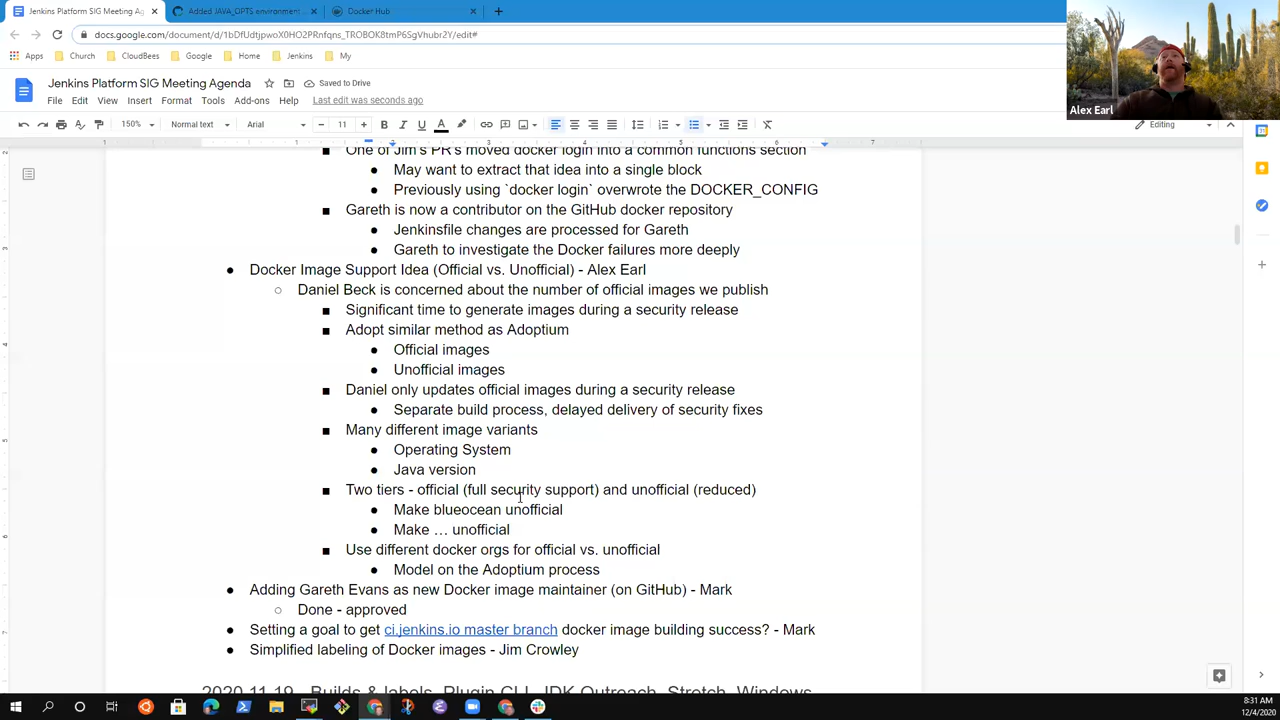 Jenkins Platform SIG Meeting Ag
Added JAVA_OPTS environment
Docker Hub
docs.google.com/document/d/1bDfUdtjpwoX0HO2PRnfqns_TROBOK8tmP6SgVhubr2Y/edit#
Apps Church CloudBees Google Home Jenkins My
Jenkins Platform SIG Meeting Agenda Saved to Drive
File Edit View Insert Format Tools Add-ons Help Last edit was seconds ago
Alex Earl
150% Normal text Arial 11 Editing
One of Jim's PR's moved docker login into a common functions section
May want to extract that idea into a single block
Previously using `docker login` overwrote the DOCKER_CONFIG
Gareth is now a contributor on the GitHub docker repository
Jenkinsfile changes are processed for Gareth
Gareth to investigate the Docker failures more deeply
Docker Image Support Idea (Official vs. Unofficial) - Alex Earl
Daniel Beck is concerned about the number of official images we publish
Significant time to generate images during a security release
Adopt similar method as Adoptium
Official images
Unofficial images
Daniel only updates official images during a security release
Separate build process, delayed delivery of security fixes
Many different image variants
Operating System
Java version
Two tiers - official (full security support) and unofficial (reduced)
Make blueocean unofficial
Make … unofficial
Use different docker orgs for official vs. unofficial
Model on the Adoptium process
Adding Gareth Evans as new Docker image maintainer (on GitHub) - Mark
Done - approved
Setting a goal to get ci.jenkins.io master branch docker image building success? - Mark
Simplified labeling of Docker images - Jim Crowley
2020-11-19 Builds & labels, Plugin CLI, JDK Outreach, Stretch, Windows
8:31 AM
12/4/2020